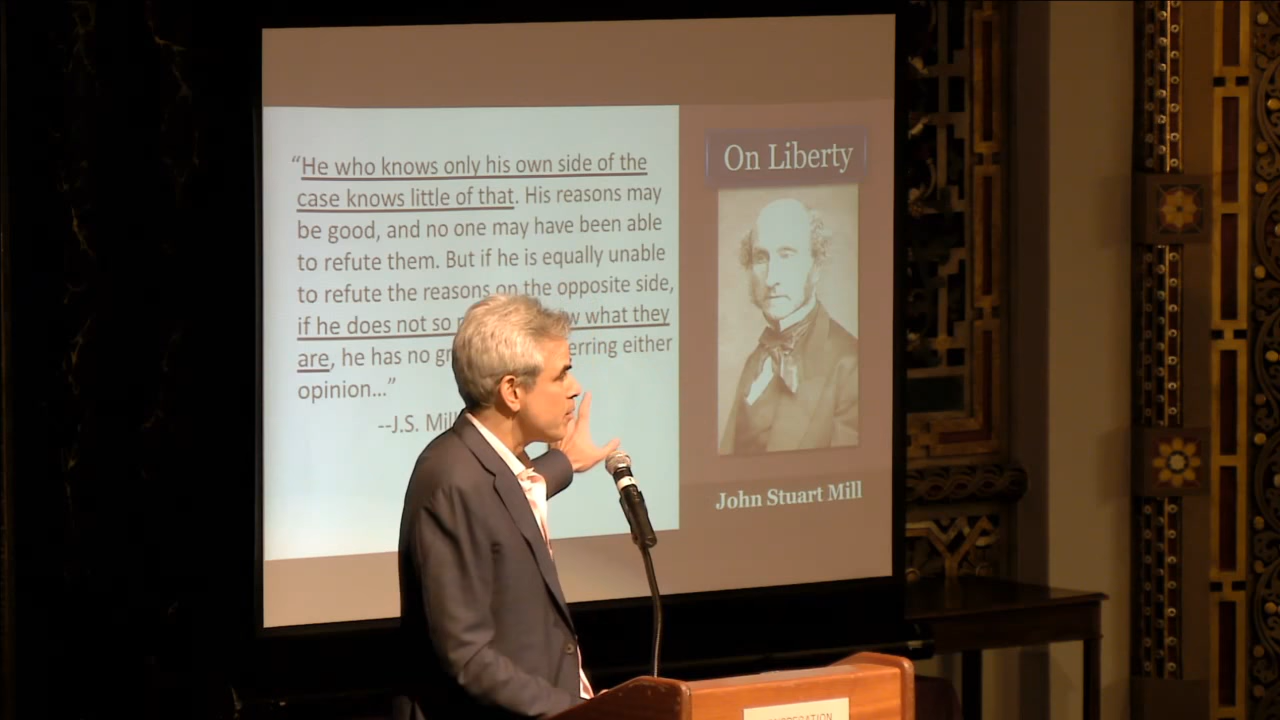 “He who knows only his own side of the
case knows little of that. His reasons may
be good, and no one may have been able
to refute them. But if he is equally unable
to refute the reasons on the opposite side,
if he does not so what they
are, he has no either
opinion…”
--J.S. Mill
On Liberty
John Stuart Mill